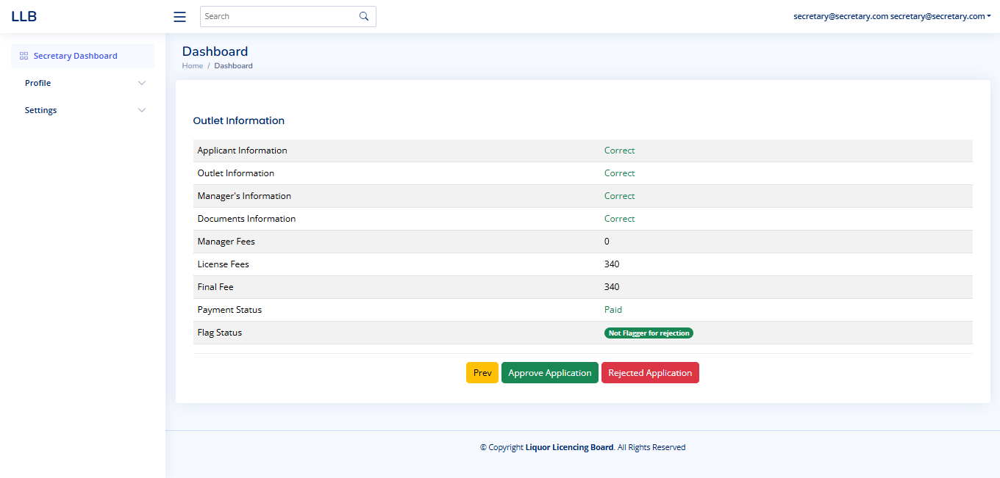 LLB
Search
secretary@secretary.com secretary@secretary.com
Secretary Dashboard
Profile
Settings
Dashboard
Home / Dashboard
Outlet Information
Applicant Information Correct
Outlet Information Correct
Manager's Information Correct
Documents Information Correct
Manager Fees 0
License Fees 340
Final Fee 340
Payment Status Paid
Flag Status Not Flagger for rejection
Prev Approve Application Rejected Application
© Copyright Liquor Licencing Board. All Rights Reserved